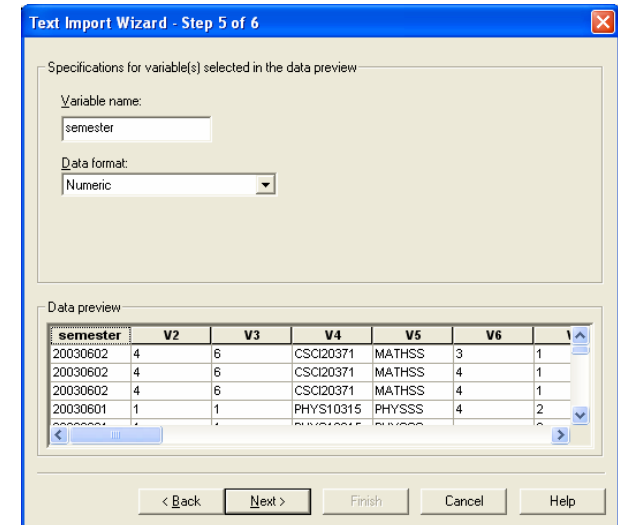 Text Import Wizard - Step 5 of 6
Specifications for variable(s) selected in the data preview
Variable name:
semester
Data format:
Numeric
Data preview
semester V2 V3 V4 V5 V6
20030602 4 6 CSCI20371 MATHSS 3 1
20030602 4 6 CSCI20371 MATHSS 4 1
20030602 4 6 CSCI20371 MATHSS 4 1
20030601 1 1 PHYS10315 PHYSSS 4 2
< Back Next > Finish Cancel Help